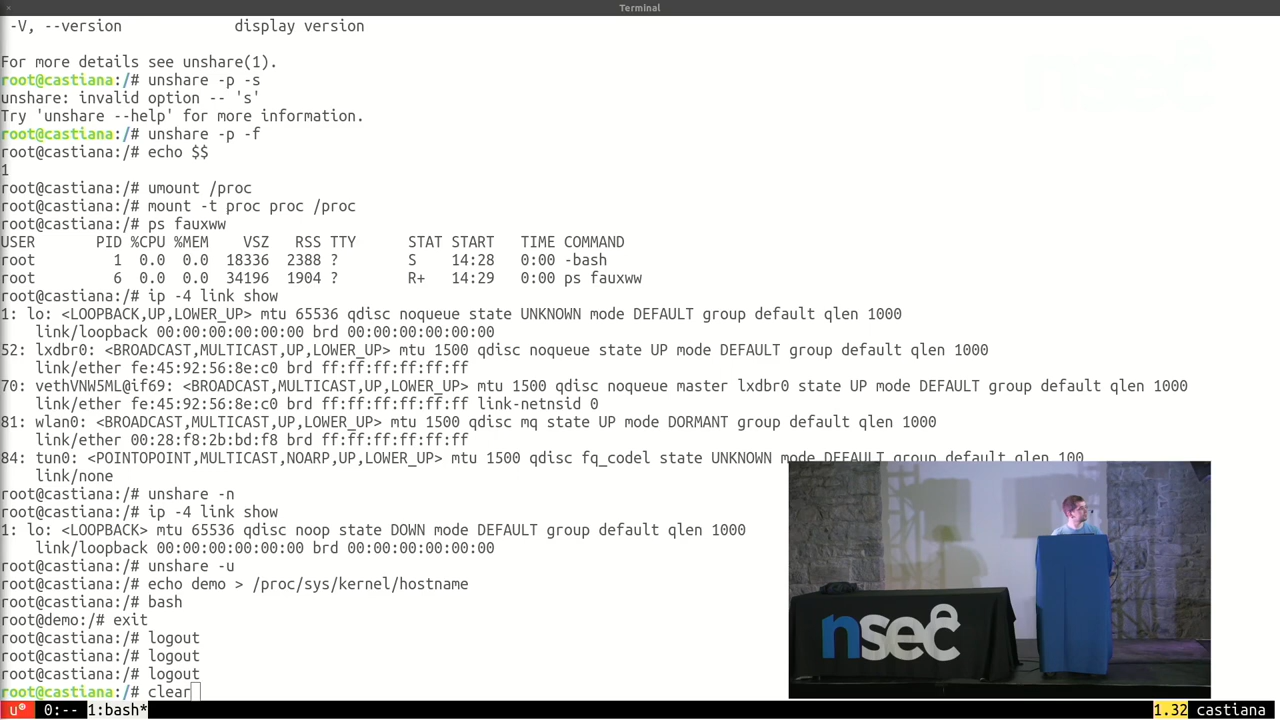 Terminal
-V, --version display version
For more details see unshare(1).
root@castiana:/# unshare -p -s
unshare: invalid option -- 's'
Try 'unshare --help' for more information.
root@castiana:/# unshare -p -f
root@castiana:/# echo $$
1
root@castiana:/# umount /proc
root@castiana:/# mount -t proc proc /proc
root@castiana:/# ps fauxww
USER PID %CPU %MEM VSZ RSS TTY STAT START TIME COMMAND
root 1 0.0 0.0 18336 2388 ? S 14:28 0:00 -bash
root 6 0.0 0.0 34196 1904 ? R+ 14:29 0:00 ps fauxww
root@castiana:/# ip -4 link show
1: lo: <LOOPBACK,UP,LOWER_UP> mtu 65536 qdisc noqueue state UNKNOWN mode DEFAULT group default qlen 1000
link/loopback 00:00:00:00:00:00 brd 00:00:00:00:00:00
52: lxdbr0: <BROADCAST,MULTICAST,UP,LOWER_UP> mtu 1500 qdisc noqueue state UP mode DEFAULT group default qlen 1000
link/ether fe:45:92:56:8e:c0 brd ff:ff:ff:ff:ff:ff
70: vethVNW5ML@if69: <BROADCAST,MULTICAST,UP,LOWER_UP> mtu 1500 qdisc noqueue master lxdbr0 state UP mode DEFAULT group default qlen 1000
link/ether fe:45:92:56:8e:c0 brd ff:ff:ff:ff:ff:ff link-netnsid 0
81: wlan0: <BROADCAST,MULTICAST,UP,LOWER_UP> mtu 1500 qdisc mq state UP mode DORMANT group default qlen 1000
link/ether 00:28:f8:2b:bd:f8 brd ff:ff:ff:ff:ff:ff
84: tun0: <POINTOPOINT,MULTICAST,NOARP,UP,LOWER_UP> mtu 1500 qdisc fq_codel state UNKNOWN mode DEFAULT group default qlen 100
link/none
root@castiana:/# unshare -n
root@castiana:/# ip -4 link show
1: lo: <LOOPBACK> mtu 65536 qdisc noop state DOWN mode DEFAULT group default qlen 1000
link/loopback 00:00:00:00:00:00 brd 00:00:00:00:00:00
root@castiana:/# unshare -u
root@castiana:/# echo demo > /proc/sys/kernel/hostname
root@castiana:/# bash
root@demo:/# exit
root@castiana:/# logout
root@castiana:/# logout
root@castiana:/# logout
root@castiana:/# clear
nsec
u 0:-- 1:bash* 1.32 castiana
nsec